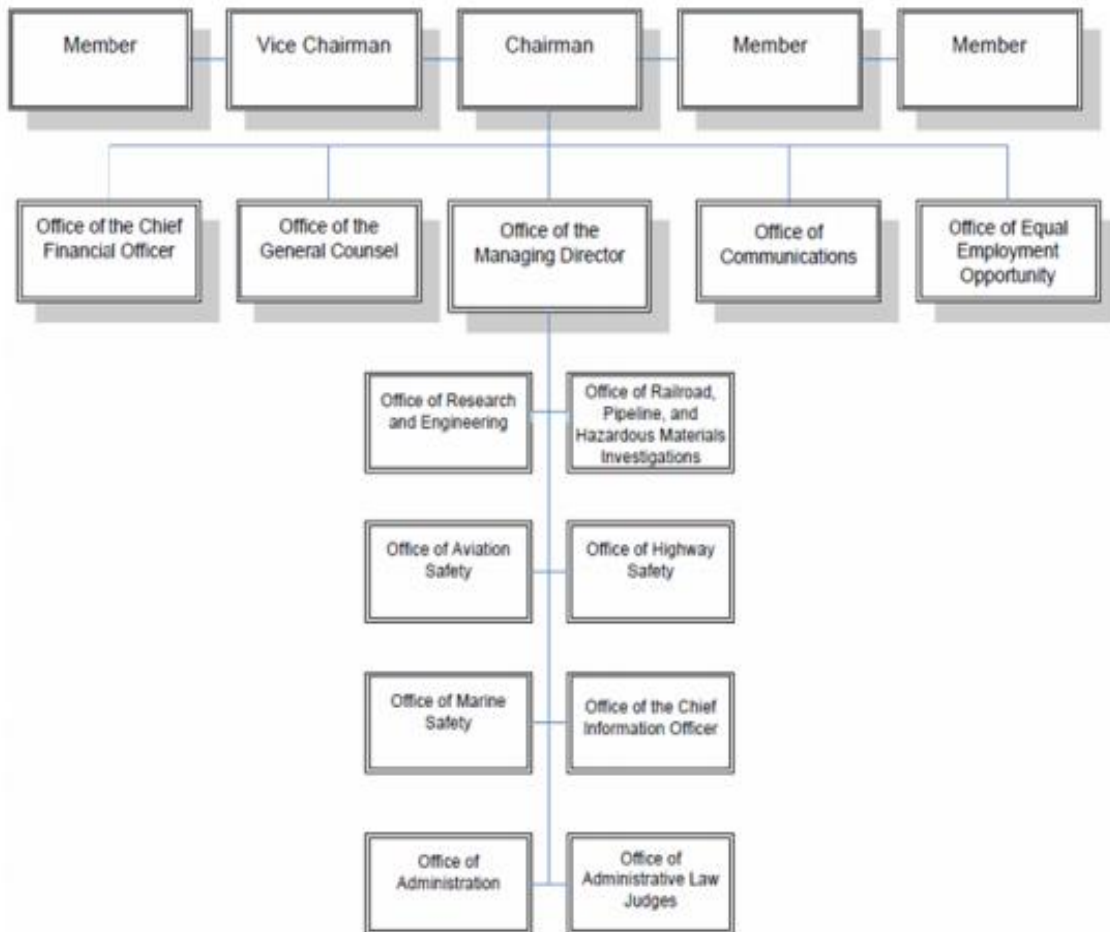 Member
Vice Chairman
Chairman
Member
Member
Office of the Chief
Financial Officer
Office of the
General Counsel
Office of the
Managing Director
Office of
Communications
Office of Equal
Employment
Opportunity
Office of Research
and Engineering
Office of Railroad,
Pipeline, and
Hazardous Materials
Investigations
Office of Aviation
Safety
Office of Highway
Safety
Office of Marine
Safety
Office of the Chief
Information Officer
Office of
Administration
Office of
Administrative Law
Judges